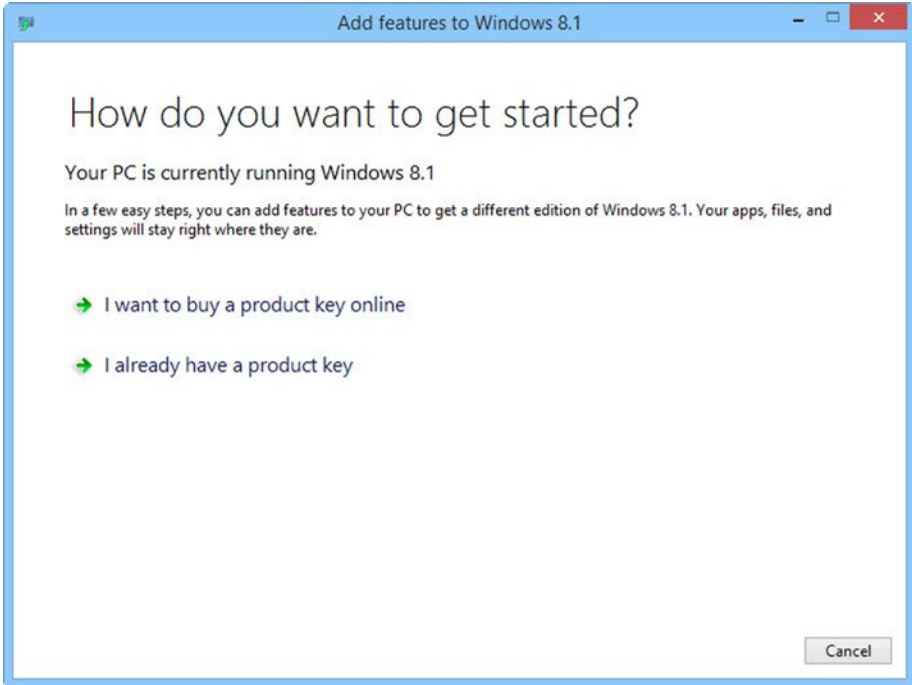 Add features to Windows 8.1
How do you want to get started?
Your PC is currently running Windows 8.1
In a few easy steps, you can add features to your PC to get a different edition of Windows 8.1. Your apps, files, and
settings will stay right where they are.
I want to buy a product key online
I already have a product key
Cancel